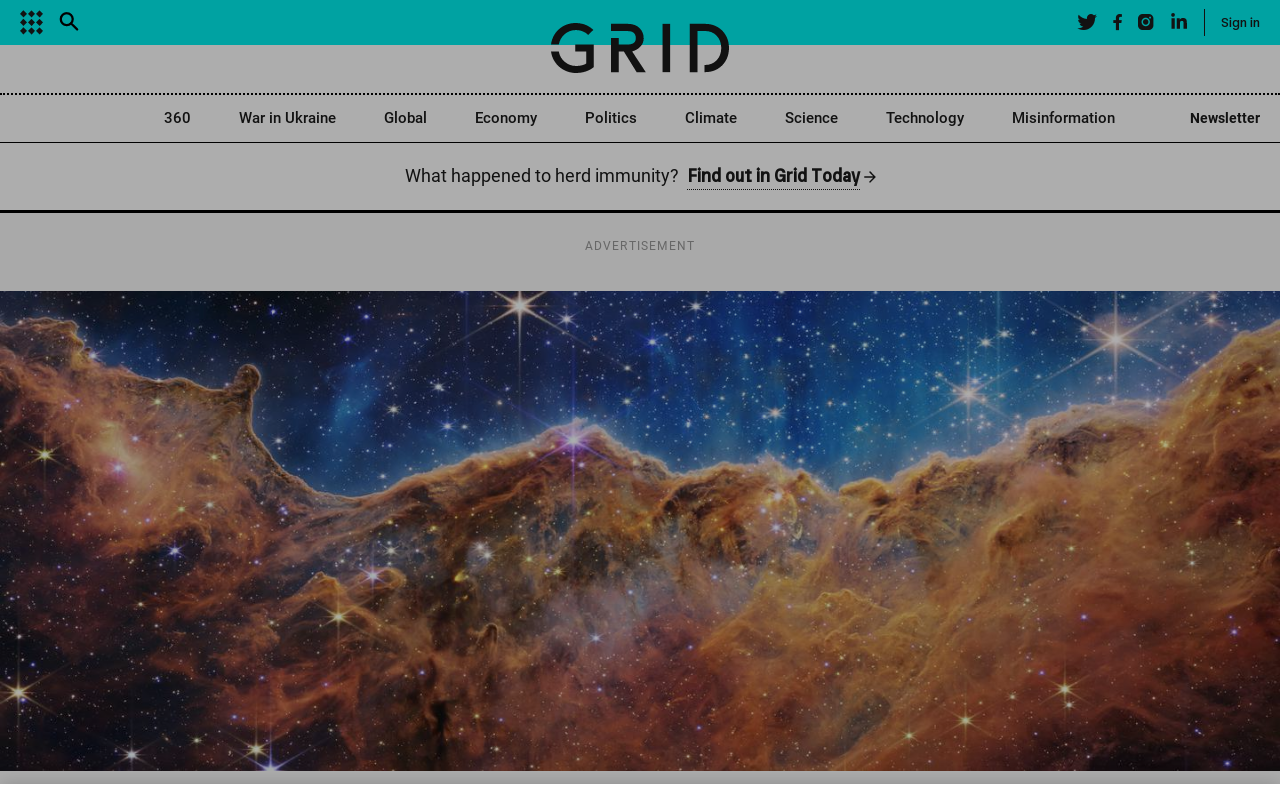 Sign in
GRID
360 War in Ukraine Global Economy Politics Climate Science Technology Misinformation Newsletter
What happened to herd immunity? Find out in Grid Today
ADVERTISEMENT